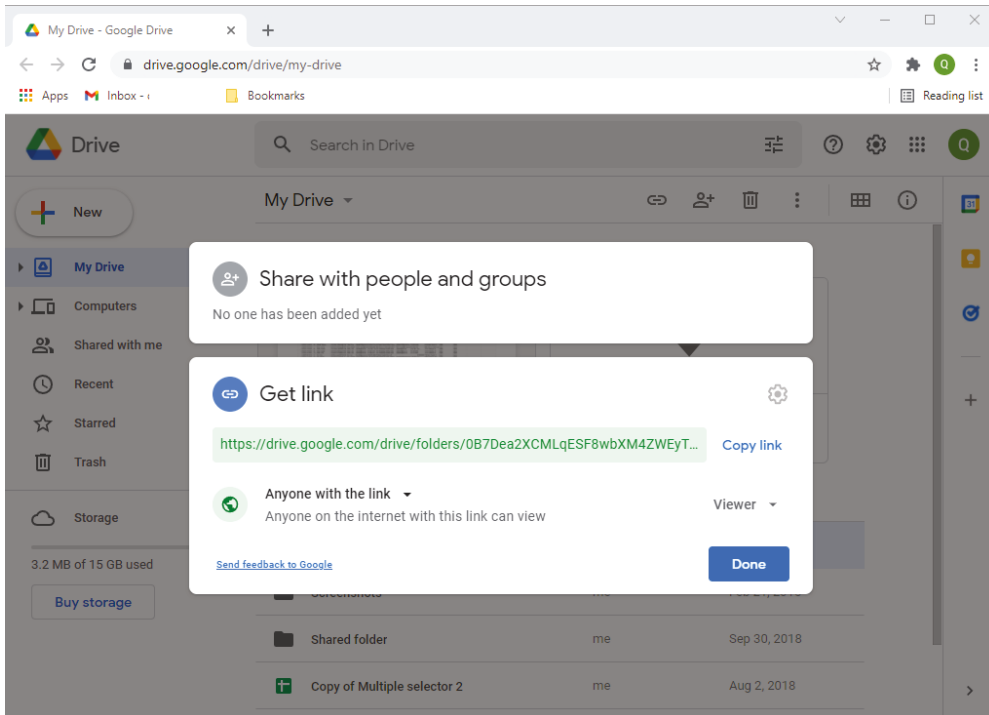 My Drive - Google Drive
drive.google.com/drive/my-drive
Q
Apps
Inbox -
Bookmarks
Reading list
Drive
Search in Drive
Q
New
My Drive
31
My Drive
Computers
Shared with me
Recent
Starred
Trash
Storage
3.2 MB of 15 GB used
Buy storage
Share with people and groups
No one has been added yet
Get link
https://drive.google.com/drive/folders/0B7Dea2XCMLqESF8wbXM4ZWEyT...
Copy link
Anyone with the link
Anyone on the internet with this link can view
Viewer
Send feedback to Google
Done
Screenshots me
Shared folder me Sep 30, 2018
Copy of Multiple selector 2 me Aug 2, 2018